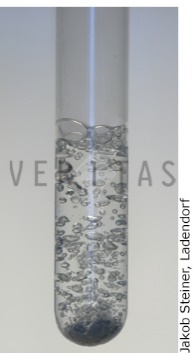 VERITAS
Jakob Steiner, Ladendorf